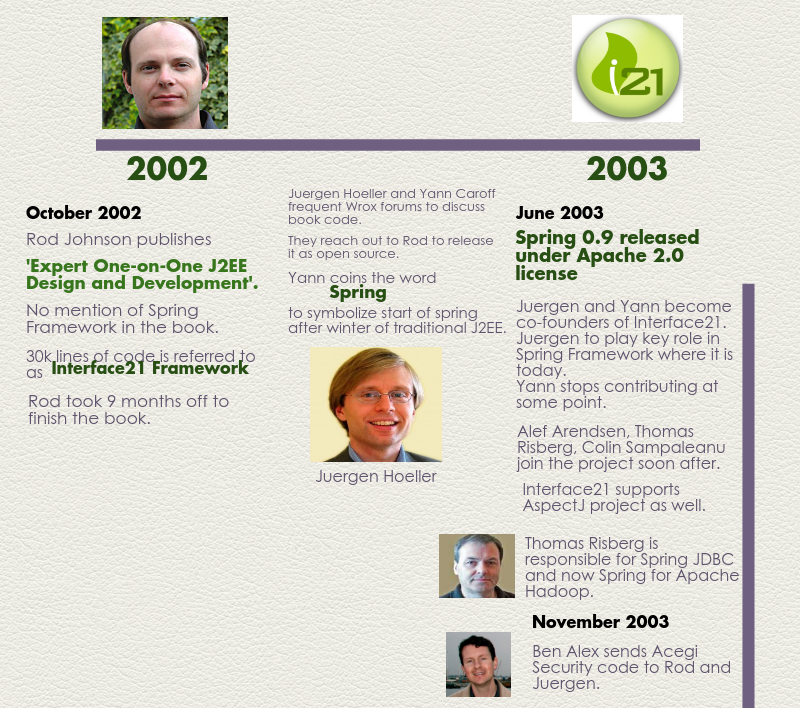 i21
2002
2003
October 2002
Rod Johnson publishes
'Expert One-on-One J2EE
Design and Development'.
No mention of Spring
Framework in the book.
30k lines of code is referred to
as Interface21 Framework
Rod took 9 months off to
finish the book.
Juergen Hoeller and Yann Caroff
frequent Wrox forums to discuss
book code.
They reach out to Rod to release
it as open source.
Yann coins the word
Spring
to symbolize start of spring
after winter of traditional J2EE.
Juergen Hoeller
June 2003
Spring 0.9 released
under Apache 2.0
license
Juergen and Yann become
co-founders of Interface21.
Juergen to play key role in
Spring Framework where it is
today.
Yann stops contributing at
some point.
Alef Arendsen, Thomas
Risberg, Colin Sampaleanu
join the project soon after.
Interface21 supports
AspectJ project as well.
Thomas Risberg is
responsible for Spring JDBC
and now Spring for Apache
Hadoop.
November 2003
Ben Alex sends Acegi
Security code to Rod and
Juergen.